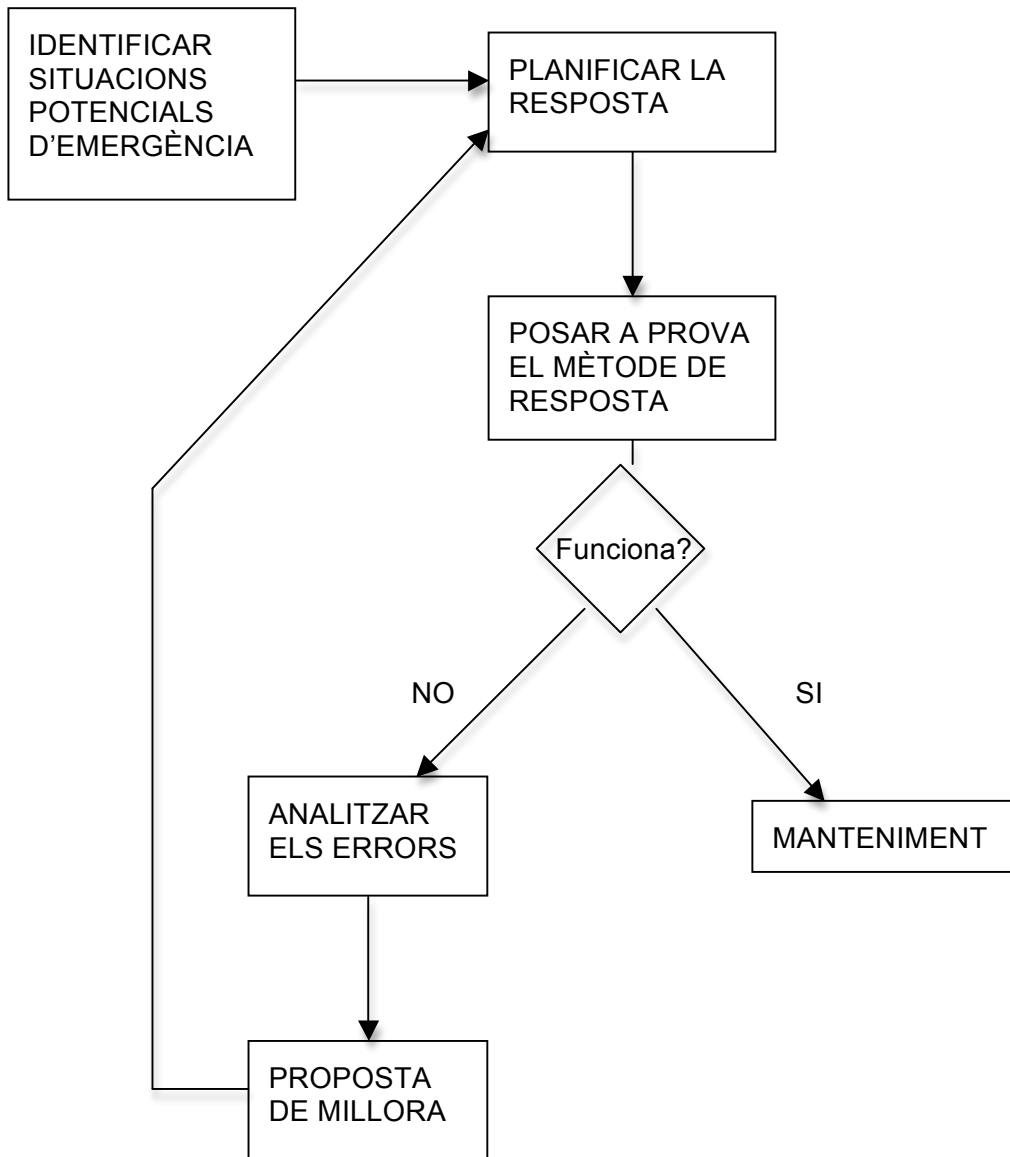 IDENTIFICAR
SITUACIONS
POTENCIALS
D'EMERGÈNCIA
PLANIFICAR LA
RESPOSTA
POSAR A PROVA
EL MÈTODE DE
RESPOSTA
Funciona?
NO
SI
ANALITZAR
ELS ERRORS
MANTENIMENT
PROPOSTA
DE MILLORA